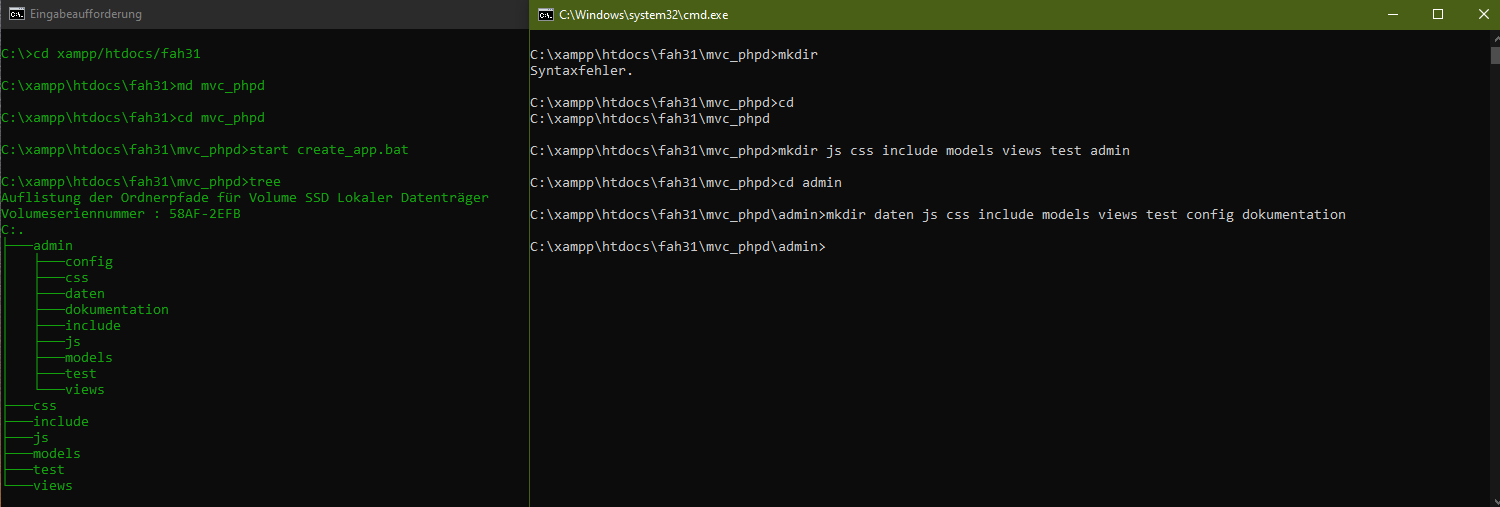 Eingabeaufforderung
C:\>cd xampp/htdocs/fah31
C:\xampp\htdocs\fah31>md mvc_phpd
C:\xampp\htdocs\fah31>cd mvc_phpd
C:\xampp\htdocs\fah31\mvc_phpd>start create_app.bat
C:\xampp\htdocs\fah31\mvc_phpd>tree
Auflistung der Ordnerpfade für Volume SSD Lokaler Datenträger
Volumeseriennummer : 58AF-2EFB
C:.
├───admin
│   ├───config
│   ├───css
│   ├───daten
│   ├───dokumentation
│   ├───include
│   ├───js
│   ├───models
│   ├───test
│   └───views
├───css
├───include
├───js
├───models
├───test
└───views
C:\Windows\system32\cmd.exe
C:\xampp\htdocs\fah31\mvc_phpd>mkdir
Syntaxfehler.
C:\xampp\htdocs\fah31\mvc_phpd>cd
C:\xampp\htdocs\fah31\mvc_phpd
C:\xampp\htdocs\fah31\mvc_phpd>mkdir js css include models views test admin
C:\xampp\htdocs\fah31\mvc_phpd>cd admin
C:\xampp\htdocs\fah31\mvc_phpd\admin>mkdir daten js css include models views test config dokumentation
C:\xampp\htdocs\fah31\mvc_phpd\admin>